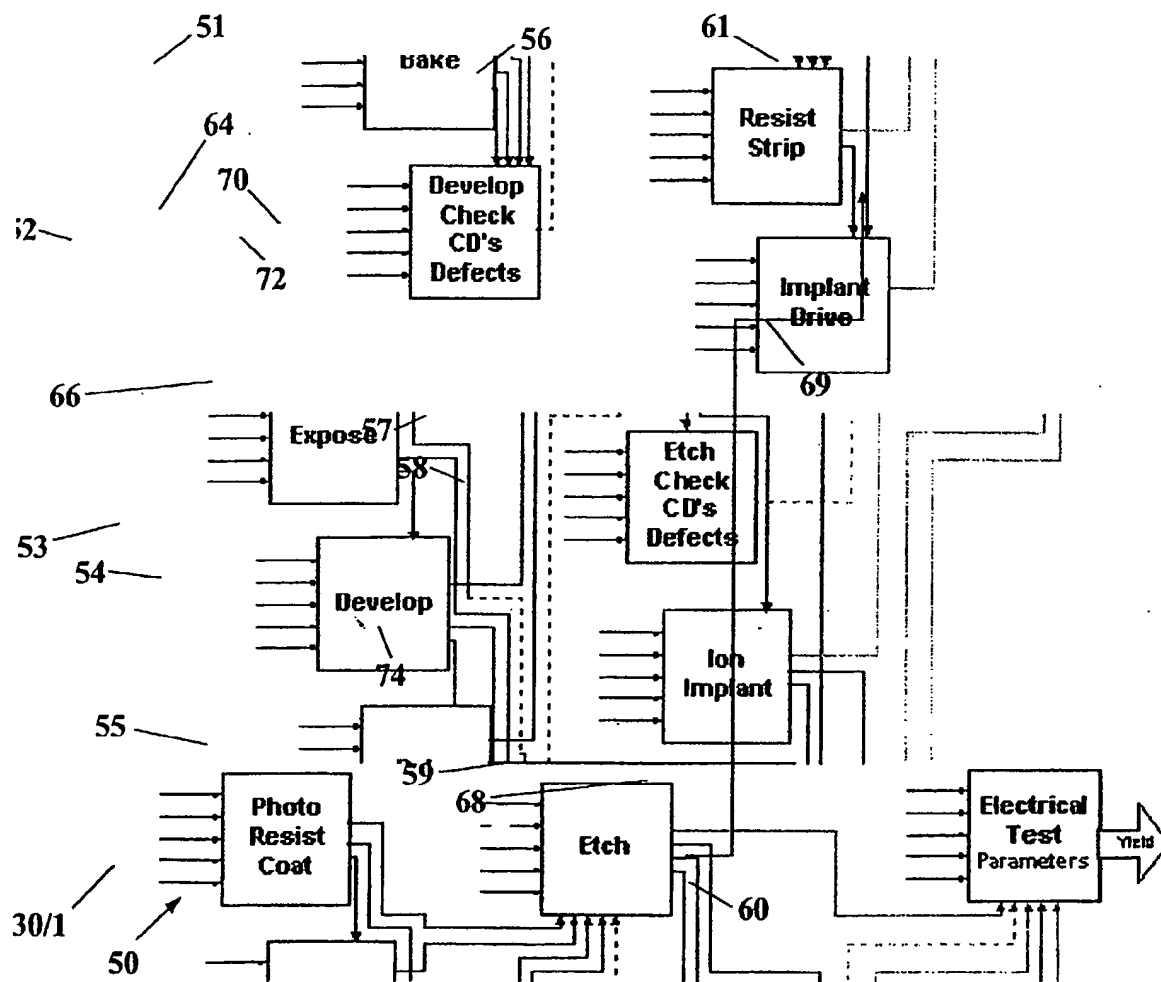 51
56
61
Bake
Resist
Strip
64
70
72
Develop
Check
CD's
Defects
Implant
Drive
69
66
57
Expose
58
Etch
Check
CD's
Defects
53
54
Develop
74
Ion
Implant
55
59
68
Photo
Resist
Coat
Etch
Electrical
Test
Parameters
Yield
60
30/1
50